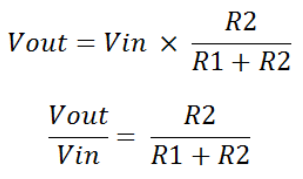 Vout = Vin × R2 / (R1 + R2)
Vout / Vin = R2 / (R1 + R2)